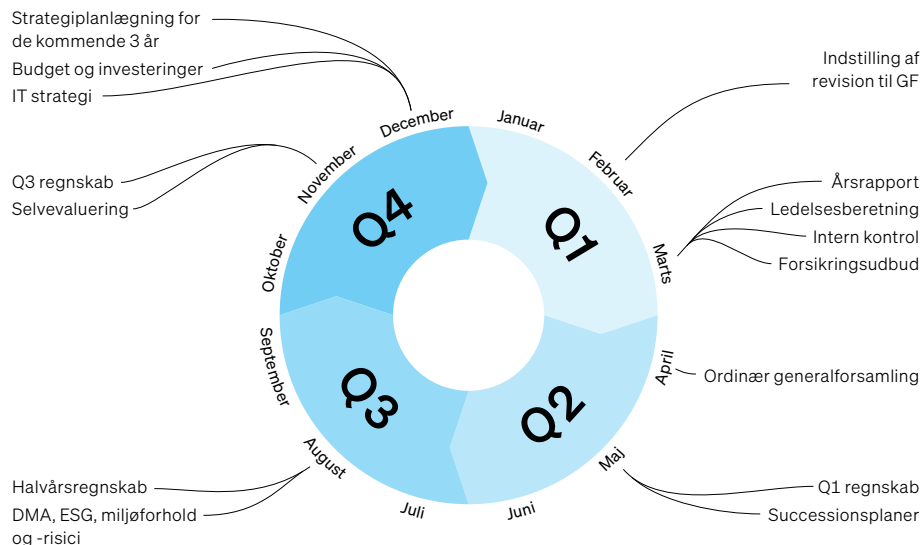 Strategiplanlægning for
de kommende 3 år
Budget og investeringer
IT strategi
Q3 regnskab
Selvevaluering
Halvårsregnskab
DMA, ESG, miljøforhold
og -risici
December
November
Oktober
September
August
Juli
Januar
Februar
Marts
April
Maj
Juni
Q4
Q1
Q3
Q2
Indstilling af
revision til GF
Årsrapport
Ledelsesberetning
Intern kontrol
Forsikringsudbud
Ordinær generalforsamling
Q1 regnskab
Successionsplaner